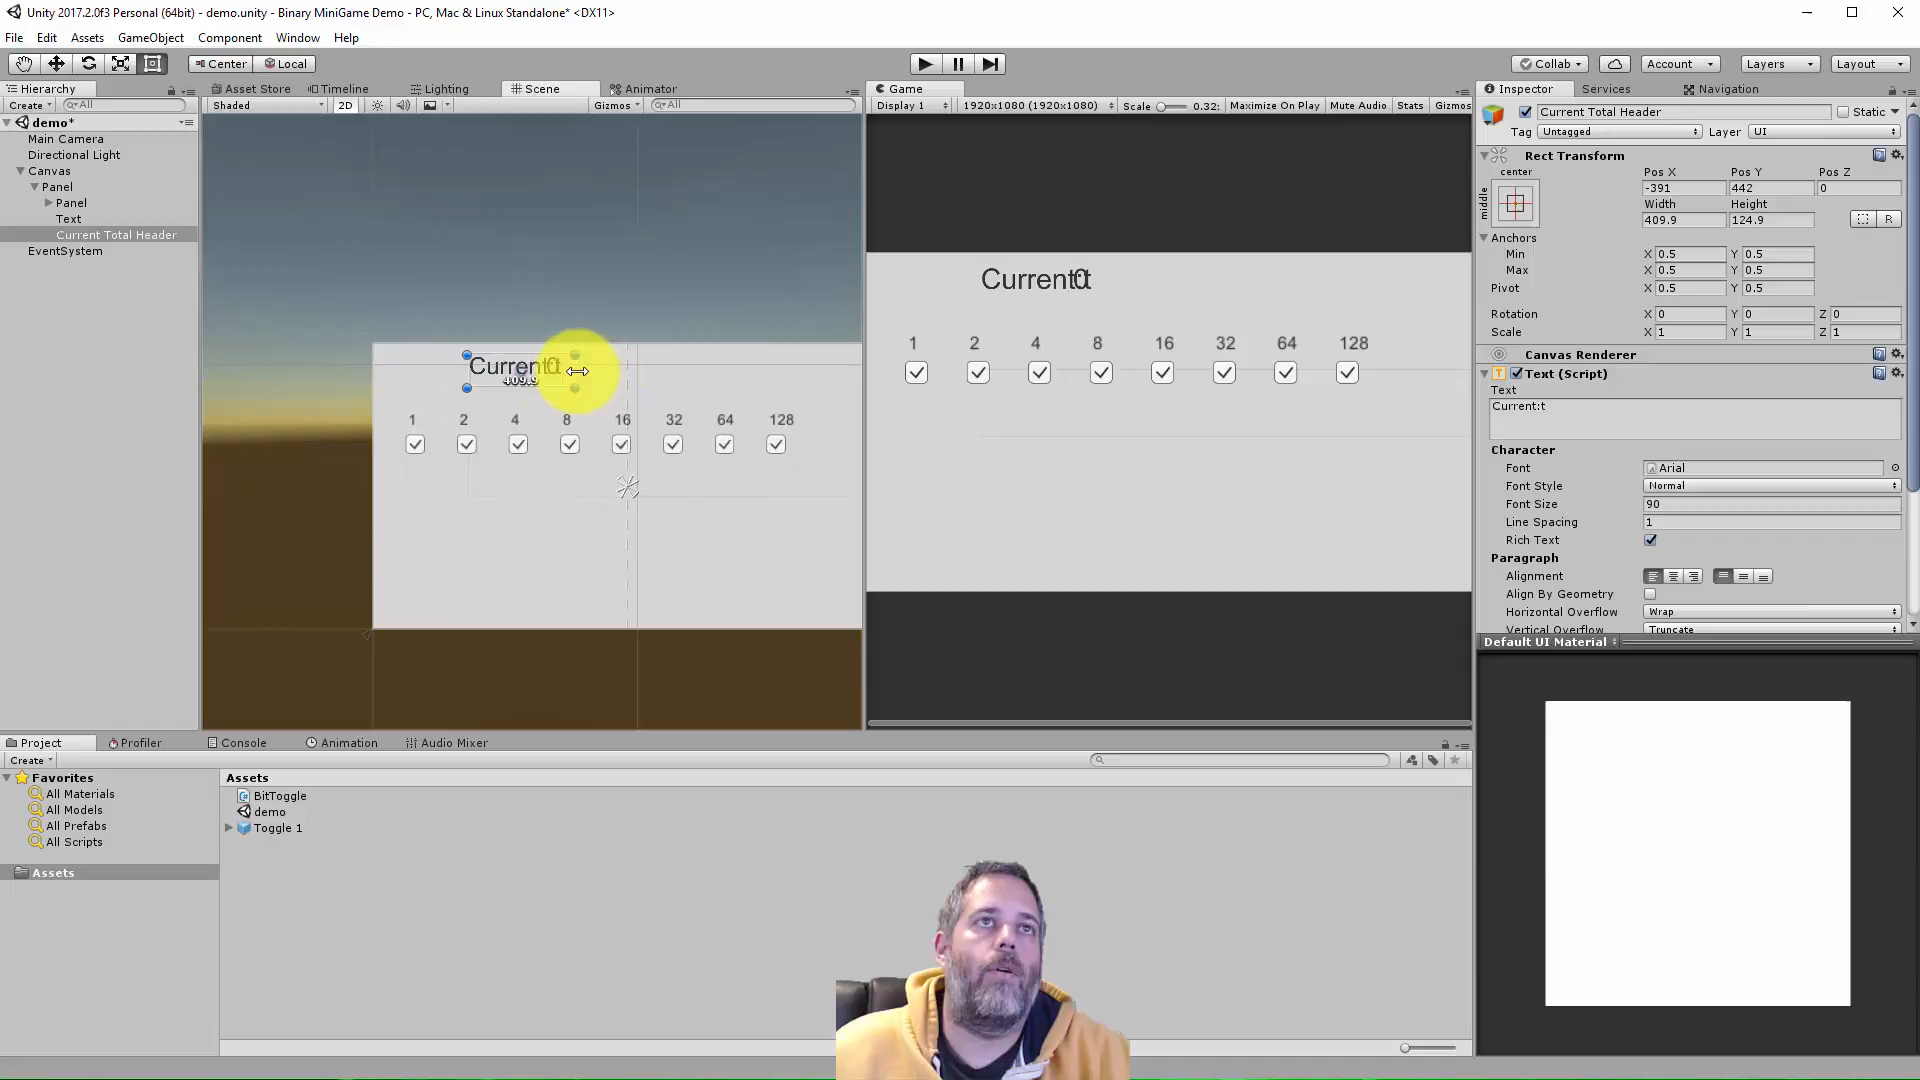 Unity 2017.2.0f3 Personal (64bit) - demo.unity - Binary MiniGame Demo - PC, Mac & Linux Standalone* <DX11>
File Edit Assets GameObject Component Window Help
Center Local Collab Account Layers Layout
Hierarchy Asset Store Timeline Lighting Scene Animator Game Inspector Services Navigation
Create All Shaded 2D Gizmos All Display 1 1920x1080 (1920x1080) Scale 0.32: Maximize On Play Mute Audio Stats Gizmos
demo*
Main Camera
Directional Light
Canvas
Panel
Panel
Text
Current Total Header
EventSystem
409.9
1 2 4 8 16 32 64 128
1 2 4 8 16 32 64 128
Current Total Header Static
Tag Untagged Layer UI
Rect Transform
center Pos X Pos Y Pos Z
middle -391 442 0
Width Height
409.9 124.9 R
Anchors
Min X 0.5 Y 0.5
Max X 0.5 Y 0.5
Pivot X 0.5 Y 0.5
Rotation X 0 Y 0 Z 0
Scale X 1 Y 1 Z 1
Canvas Renderer
Text (Script)
Text
Current:t
Character
Font Arial
Font Style Normal
Font Size 90
Line Spacing 1
Rich Text
Paragraph
Alignment
Align By Geometry
Horizontal Overflow Wrap
Vertical Overflow Truncate
Default UI Material
Project Profiler Console Animation Audio Mixer
Create
Favorites
All Materials
All Models
All Prefabs
All Scripts
Assets
Assets
BitToggle
demo
Toggle 1